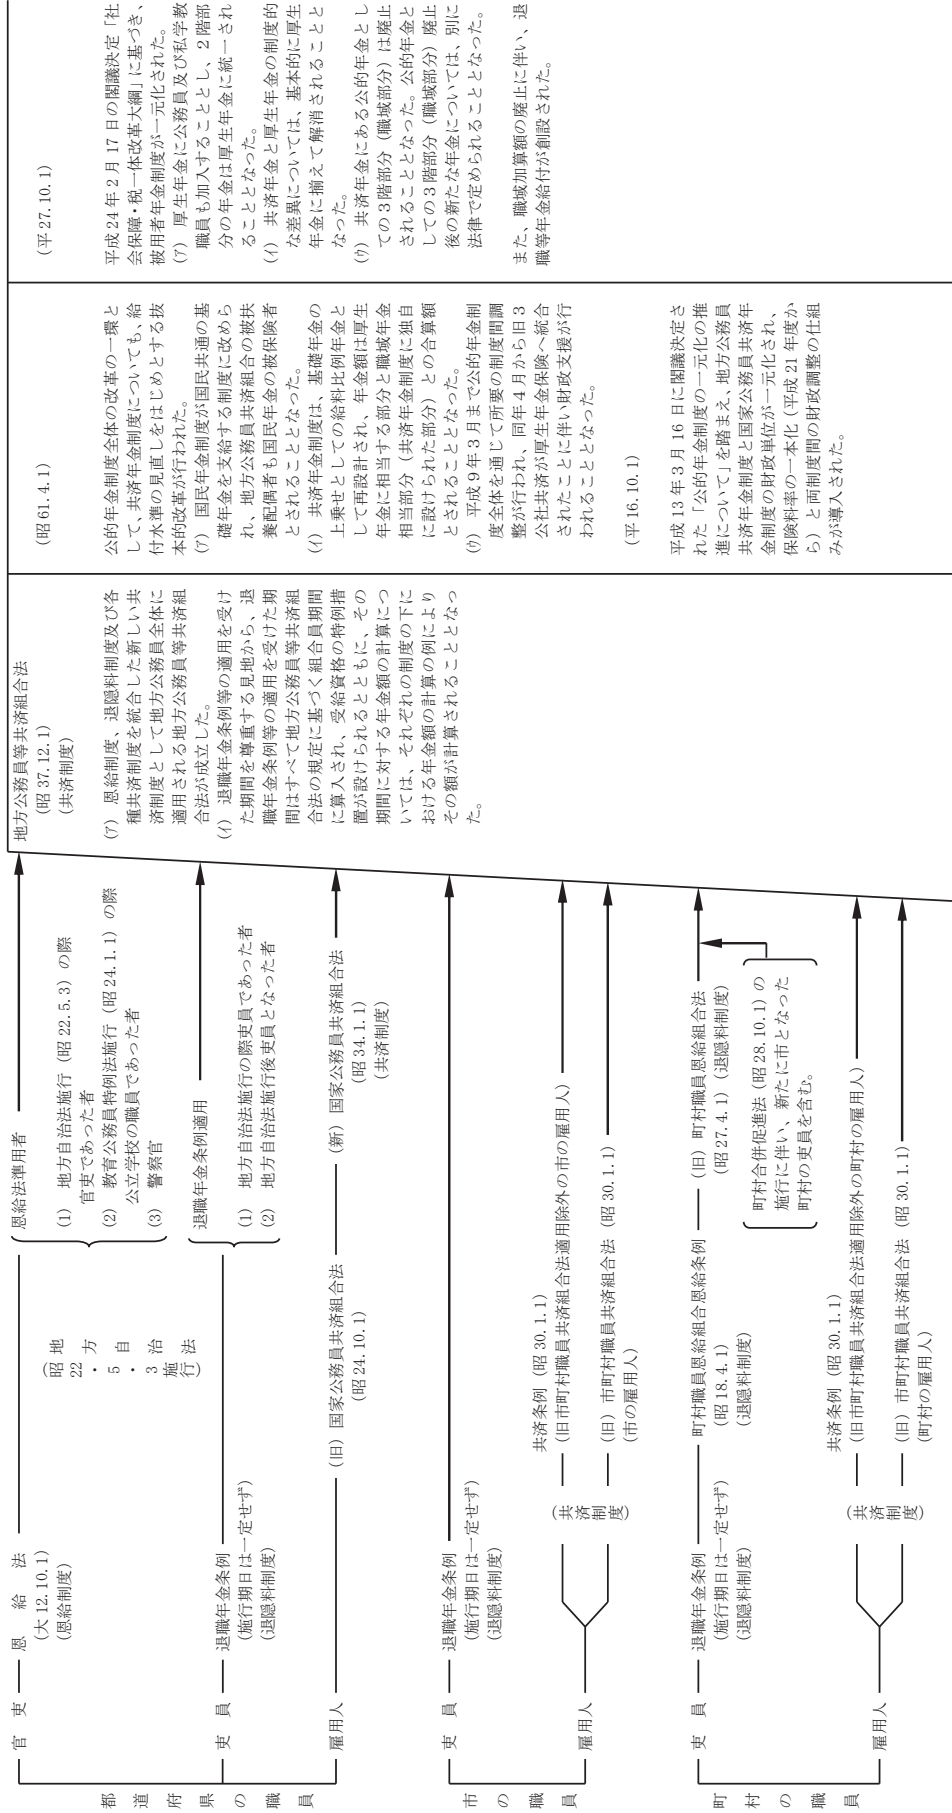 都道府県の職員
官吏
恩給法
(大12.10.1)
(恩給制度)
(昭22・5・3)
地方自治法施行
恩給法準用者
(1) 地方自治法施行(昭22.5.3)の際
官吏であった者
(2) 教育公務員特例法施行(昭24.1.1)の際
公立学校の職員であった者
(3) 警察官
吏員
退職年金条例
(施行期日は一定せず)
(退隠料制度)
退職年金条例適用
(1) 地方自治法施行の際吏員であった者
(2) 地方自治法施行後吏員となった者
雇用人
(旧)国家公務員共済組合法
(昭24.10.1)
(新)国家公務員共済組合法
(昭34.1.1)
(共済制度)
市の職員
吏員
退職年金条例
(施行期日は一定せず)
(退隠料制度)
雇用人
(共済制度)
共済条例(昭30.1.1)
(旧市町村職員共済組合法適用除外の市の雇用人)
(旧)市町村職員共済組合法(昭30.1.1)
(市の雇用人)
町村の職員
吏員
退職年金条例
(施行期日は一定せず)
(退隠料制度)
町村職員恩給組合恩給条例
(昭18.4.1)
(退隠料制度)
(旧)町村職員恩給組合法
(昭27.4.1)(退隠料制度)
町村合併促進法(昭28.10.1)の
施行に伴い、新たに市となった
町村の吏員を含む。
雇用人
(共済制度)
共済条例(昭30.1.1)
(旧市町村職員共済組合法適用除外の町村の雇用人)
(旧)市町村職員共済組合法(昭30.1.1)
(町村の雇用人)
地方公務員等共済組合法
(昭37.12.1)
(共済制度)
(ア) 恩給制度、退隠料制度及び各
種共済制度を統合した新しい共
済制度として地方公務員全体に
適用される地方公務員等共済組
合法が成立した。
(イ) 退職年金条例等の適用を受け
た期間を尊重する見地から、退
職年金条例等の適用を受けた期
間はすべて地方公務員等共済組
合法の規定に基づく組合員期間
に算入され、受給資格の特例措
置が設けられるとともに、その
期間に対する年金額の計算につ
いては、それぞれの制度の下に
おける年金額の計算の例により
その額が計算されることとなっ
た。
(昭61.4.1)
公的年金制度全体の改革の一環と
して、共済年金制度についても、給
付水準の見直しをはじめとする抜
本的改革が行われた。
(ア) 国民年金制度が国民共通の基
礎年金を支給する制度に改めら
れ、地方公務員共済組合の被扶
養配偶者も国民年金の被保険者
とされることとなった。
(イ) 共済年金制度は、基礎年金の
上乗せとしての給料比例年金と
して再設計され、年金額は厚生
年金に相当する部分と職域年金
相当部分(共済年金制度に独自
に設けられた部分)との合算額
とされることとなった。
(ウ) 平成9年3月まで公的年金制
度全体を通じて所要の制度間調
整が行われ、同年4月から旧3
公社共済が厚生年金保険へ統合
されたことに伴い財政支援が行
われることとなった。
(平16.10.1)
平成13年3月16日に閣議決定さ
れた「公的年金制度の一元化の推
進について」を踏まえ、地方公務員
共済年金制度と国家公務員共済年
金制度の財政単位が一元化され、
保険料率の一本化(平成21年度か
ら)と両制度間の財政調整の仕組
みが導入された。
(平27.10.1)
平成24年2月17日の閣議決定「社
会保障・税一体改革大綱」に基づき、
被用者年金制度が一元化された。
(ア) 厚生年金に公務員及び私学教
職員も加入することとし、2階部
分の年金は厚生年金に統一され
ることとなった。
(イ) 共済年金と厚生年金の制度的
な差異については、基本的に厚生
年金に揃えて解消されることと
なった。
(ウ) 共済年金にある公的年金とし
ての3階部分(職域部分)は廃止
されることとなった。公的年金と
しての3階部分(職域部分)廃止
後の新たな年金については、別に
法律で定められることとなった。
また、職域加算額の廃止に伴い、退
職等年金給付が創設された。